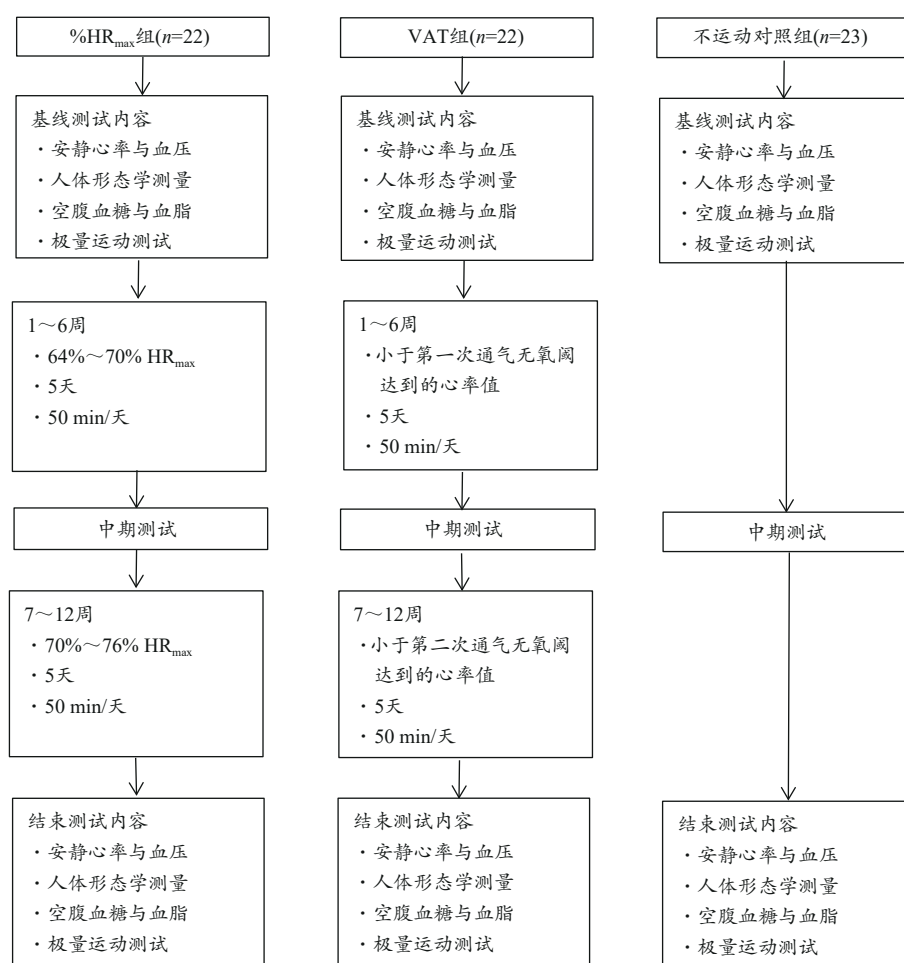 %HRmax组(n=22)
基线测试内容
·安静心率与血压
·人体形态学测量
·空腹血糖与血脂
·极量运动测试
1～6周
·64%～70% HRmax
·5天
·50 min/天
中期测试
7～12周
·70%～76% HRmax
·5天
·50 min/天
结束测试内容
·安静心率与血压
·人体形态学测量
·空腹血糖与血脂
·极量运动测试
VAT组(n=22)
基线测试内容
·安静心率与血压
·人体形态学测量
·空腹血糖与血脂
·极量运动测试
1～6周
·小于第一次通气无氧阈
达到的心率值
·5天
·50 min/天
中期测试
7～12周
·小于第二次通气无氧阈
达到的心率值
·5天
·50 min/天
结束测试内容
·安静心率与血压
·人体形态学测量
·空腹血糖与血脂
·极量运动测试
不运动对照组(n=23)
基线测试内容
·安静心率与血压
·人体形态学测量
·空腹血糖与血脂
·极量运动测试
中期测试
结束测试内容
·安静心率与血压
·人体形态学测量
·空腹血糖与血脂
·极量运动测试